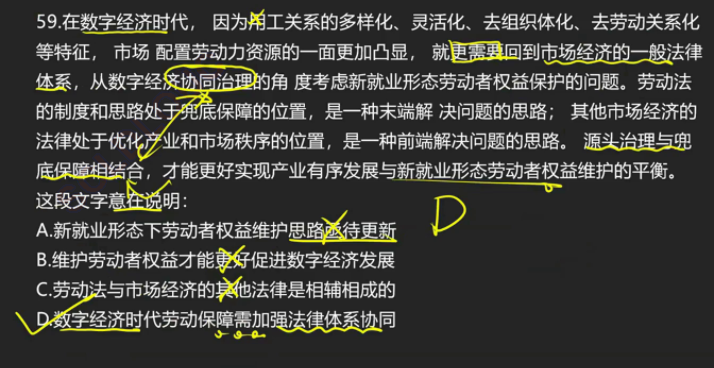 59.在数字经济时代， 因为用工关系的多样化、灵活化、去组织体化、去劳动关系化
等特征， 市场 配置劳动力资源的一面更加凸显， 就更需要回到市场经济的一般法律
体系，从数字经济协同治理的角 度考虑新就业形态劳动者权益保护的问题。劳动法
的制度和思路处于兜底保障的位置，是一种末端解 决问题的思路； 其他市场经济的
法律处于优化产业和市场秩序的位置，是一种前端解决问题的思路。 源头治理与兜
底保障相结合，才能更好实现产业有序发展与新就业形态劳动者权益维护的平衡。
这段文字意在说明：
A.新就业形态下劳动者权益维护思路亟待更新
D
B.维护劳动者权益才能更好促进数字经济发展
C.劳动法与市场经济的其他法律是相辅相成的
D.数字经济时代劳动保障需加强法律体系协同